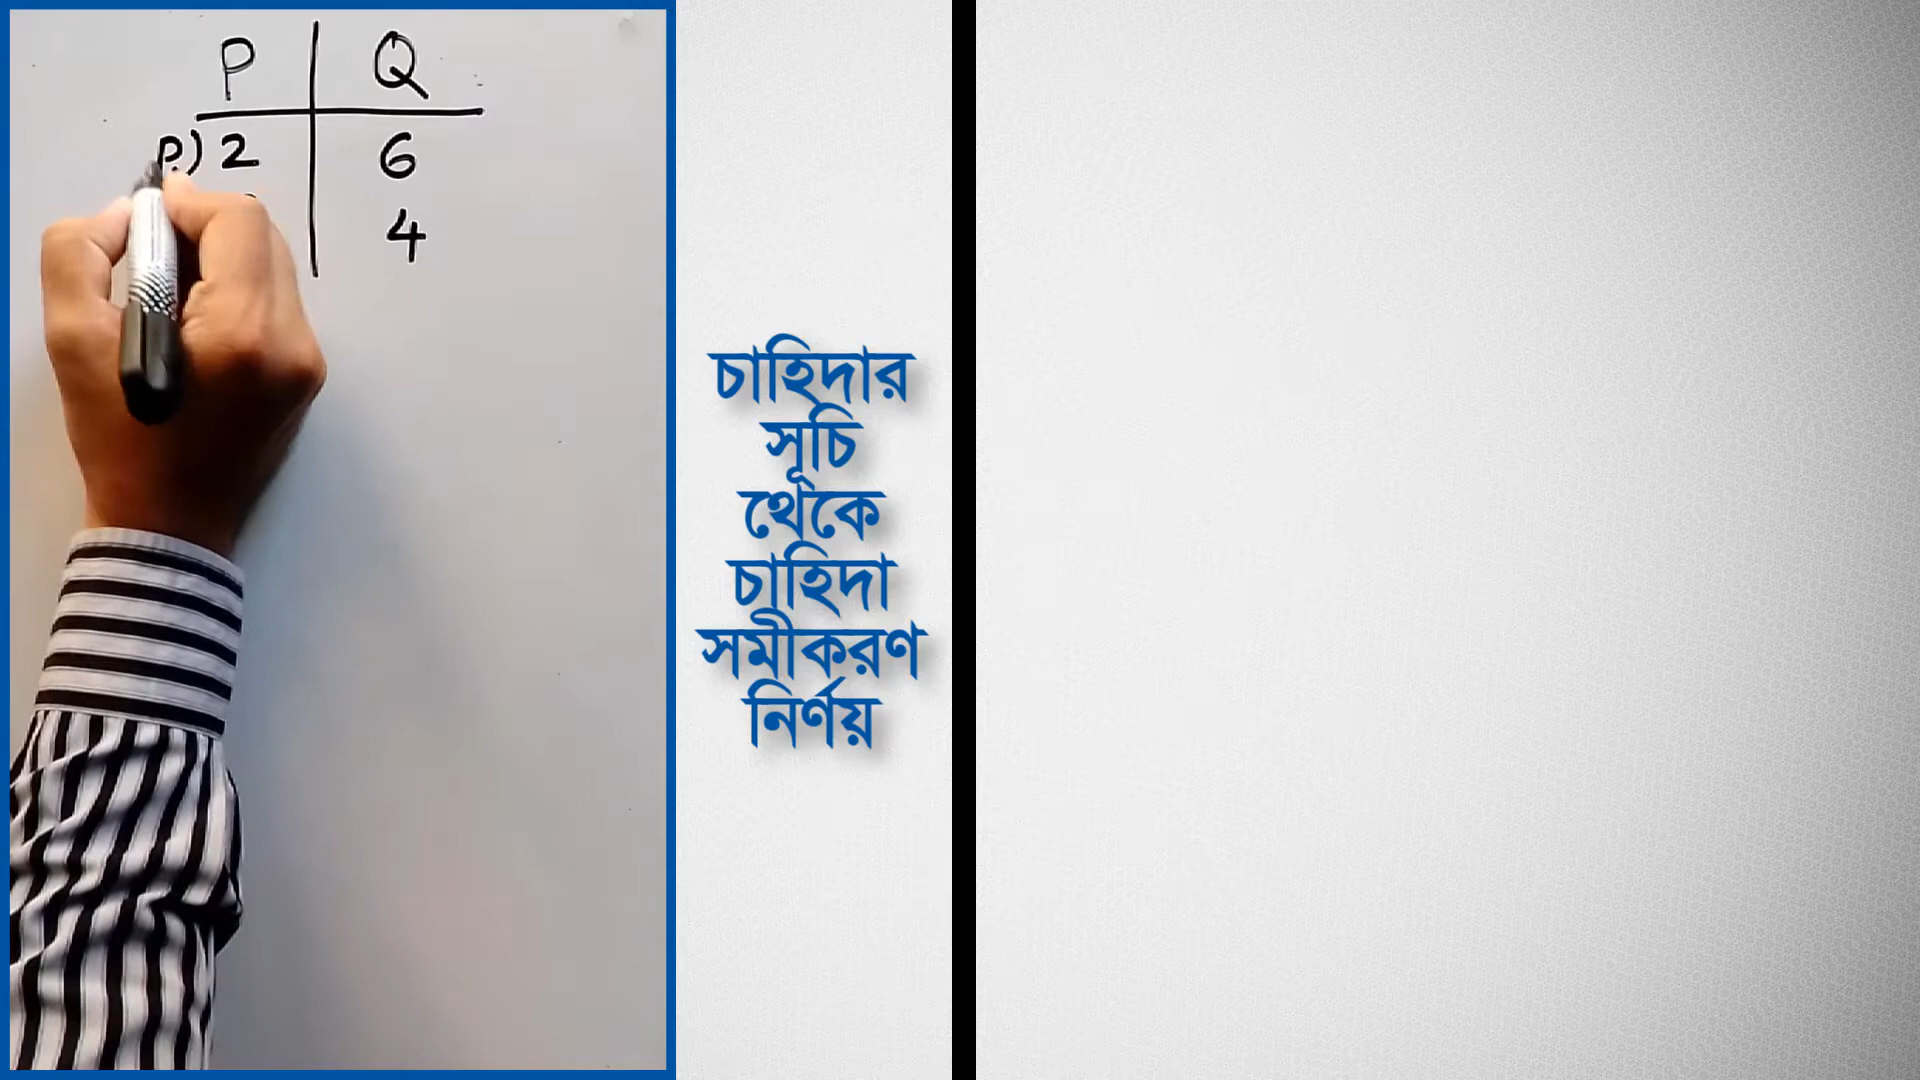 P Q
P.) 2 6
4
চাহিদার
সূচি
থেকে
চাহিদা
সমীকরণ
নির্ণয়